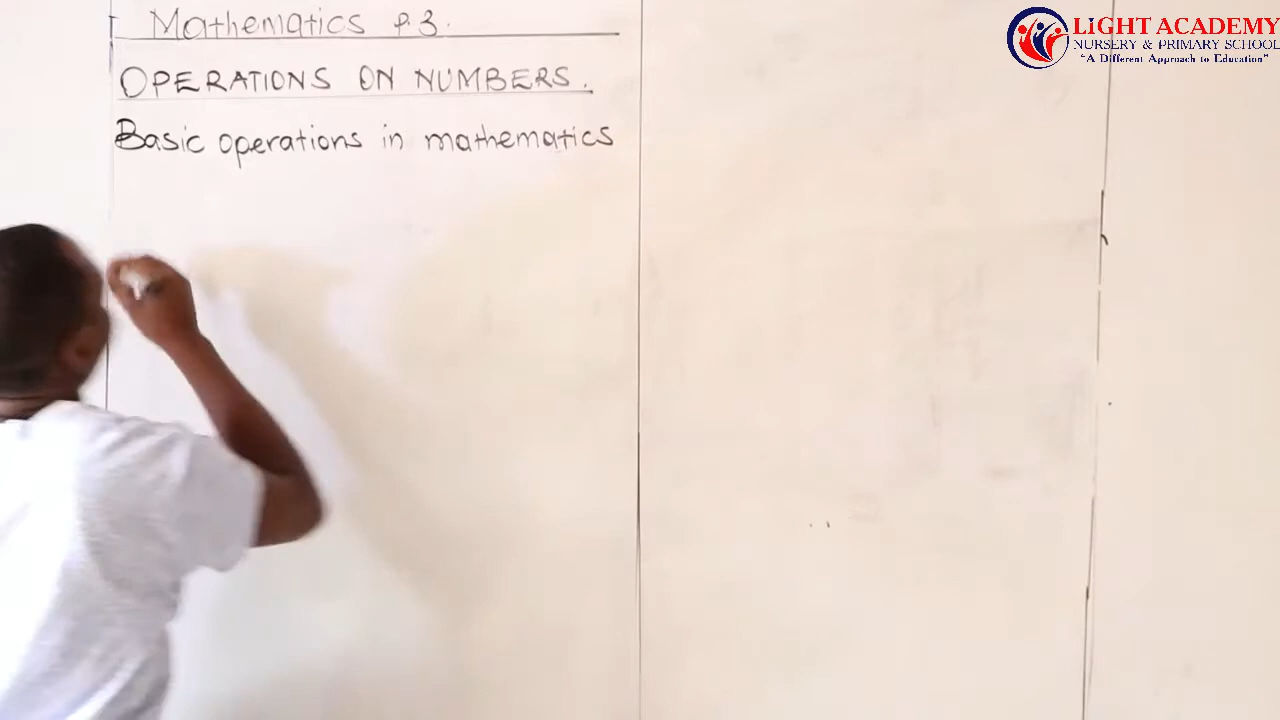 Mathematics P.3.
OPERATIONS ON NUMBERS.
Basic operations in mathematics
LIGHT ACADEMY
NURSERY & PRIMARY SCHOOL
"A Different Approach to Education"